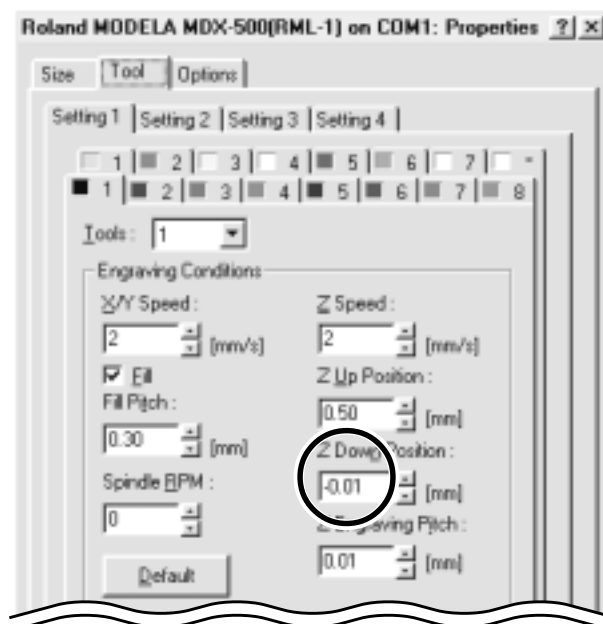 Roland MODELA MDX-500(RML-1) on COM1: Properties ? ×
Size Tool Options
Setting 1 Setting 2 Setting 3 Setting 4
1 2 3 4 5 6 7 -
1 2 3 4 5 6 7 8
Tools : 1
Engraving Conditions
X/Y Speed : Z Speed :
2 [mm/s] 2 [mm/s]
Fill Z Up Position :
Fill Pitch : 0.50 [mm]
0.30 [mm] Z Down Position :
Spindle RPM : -0.01 [mm]
0 Z Engraving Pitch :
Default 0.01 [mm]